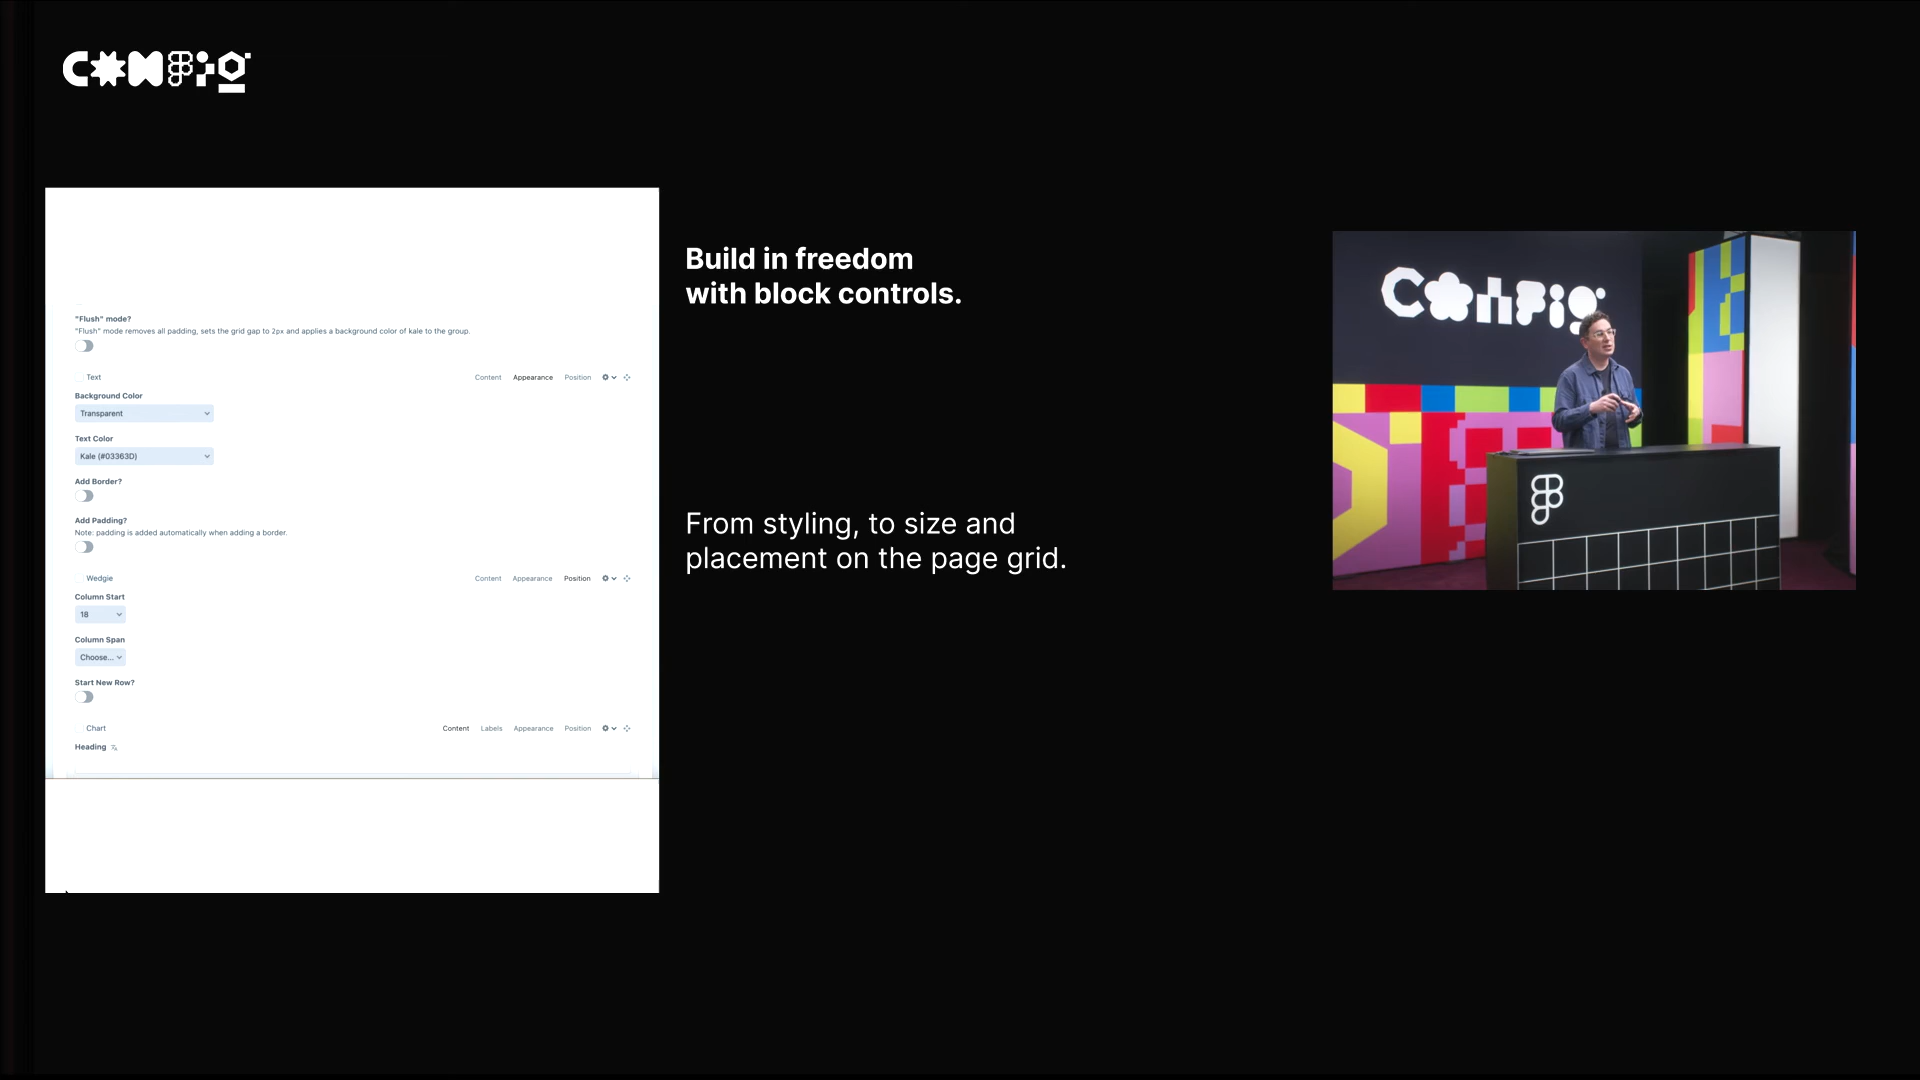 Config
"Flush" mode?
"Flush" mode removes all padding, sets the grid gap to 2px and applies a background color of kale to the group.
Text
Content Appearance Position
Background Color
Transparent
Text Color
Kale (#03363D)
Add Border?
Add Padding?
Note: padding is added automatically when adding a border.
Wedgie
Content Appearance Position
Column Start
18
Column Span
Choose...
Start New Row?
Chart
Content Labels Appearance Position
Heading
Build in freedom
with block controls.
From styling, to size and
placement on the page grid.
Config